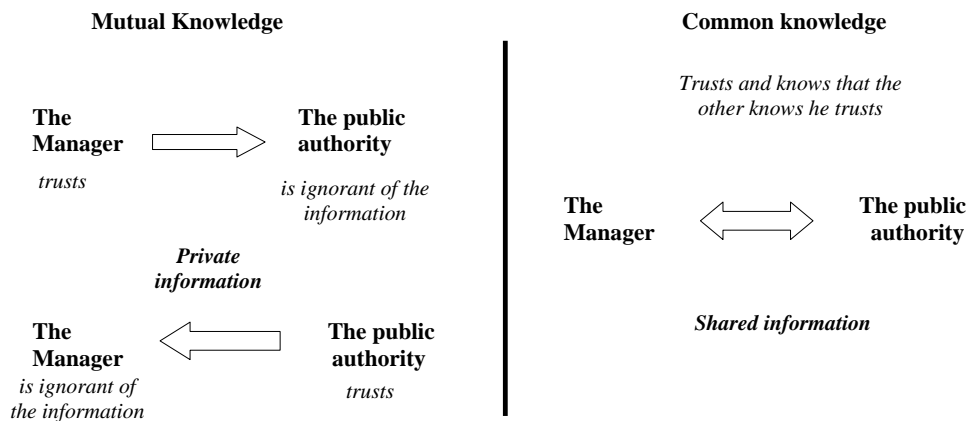 Mutual Knowledge
The
Manager
trusts
The public
authority
is ignorant of the
information
Private
information
The
Manager
is ignorant of
the information
The public
authority
trusts
Common knowledge
Trusts and knows that the
other knows he trusts
The
Manager
The public
authority
Shared information